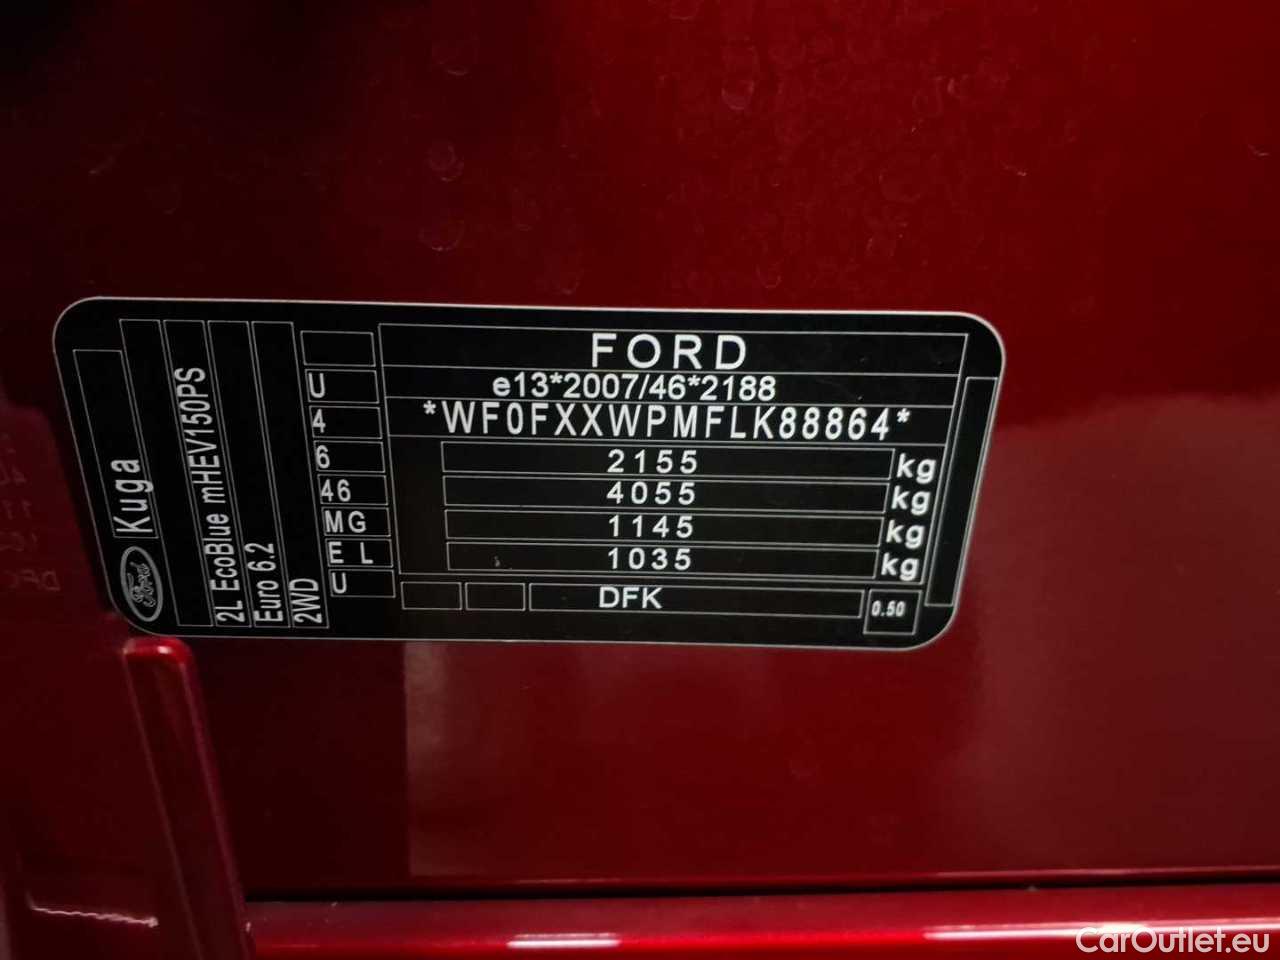 FORD
e13*2007/46*2188
*WF0FXXWPMFLK88864*
2155 kg
4055 kg
1145 kg
1035 kg
DFK
0.50
U
4
6
46
MG
E L
U
Ford Kuga
2L EcoBlue mHEV150PS
Euro 6.2
2WD
CarOutlet.eu